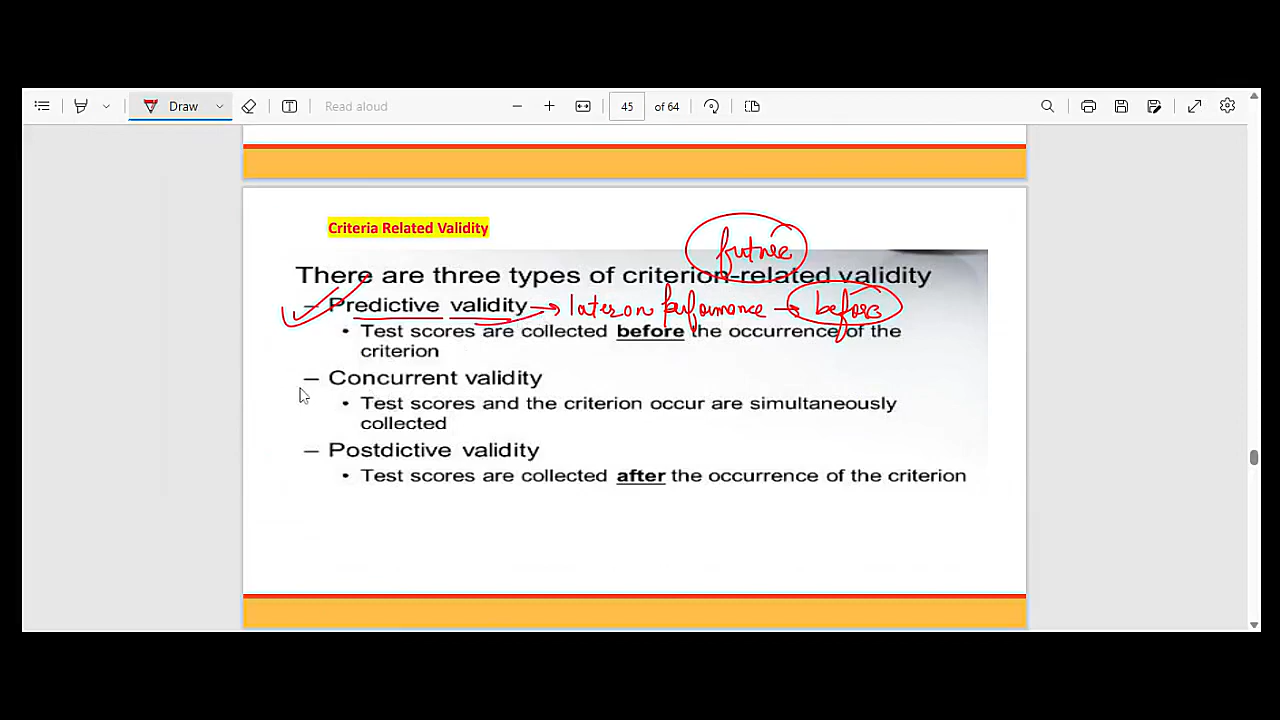 Draw
Read aloud
45 of 64
Criteria Related Validity
future
There are three types of criterion-related validity
– Predictive validity → later on performance → before
• Test scores are collected before the occurrence of the
criterion
– Concurrent validity
• Test scores and the criterion occur are simultaneously
collected
– Postdictive validity
• Test scores are collected after the occurrence of the criterion